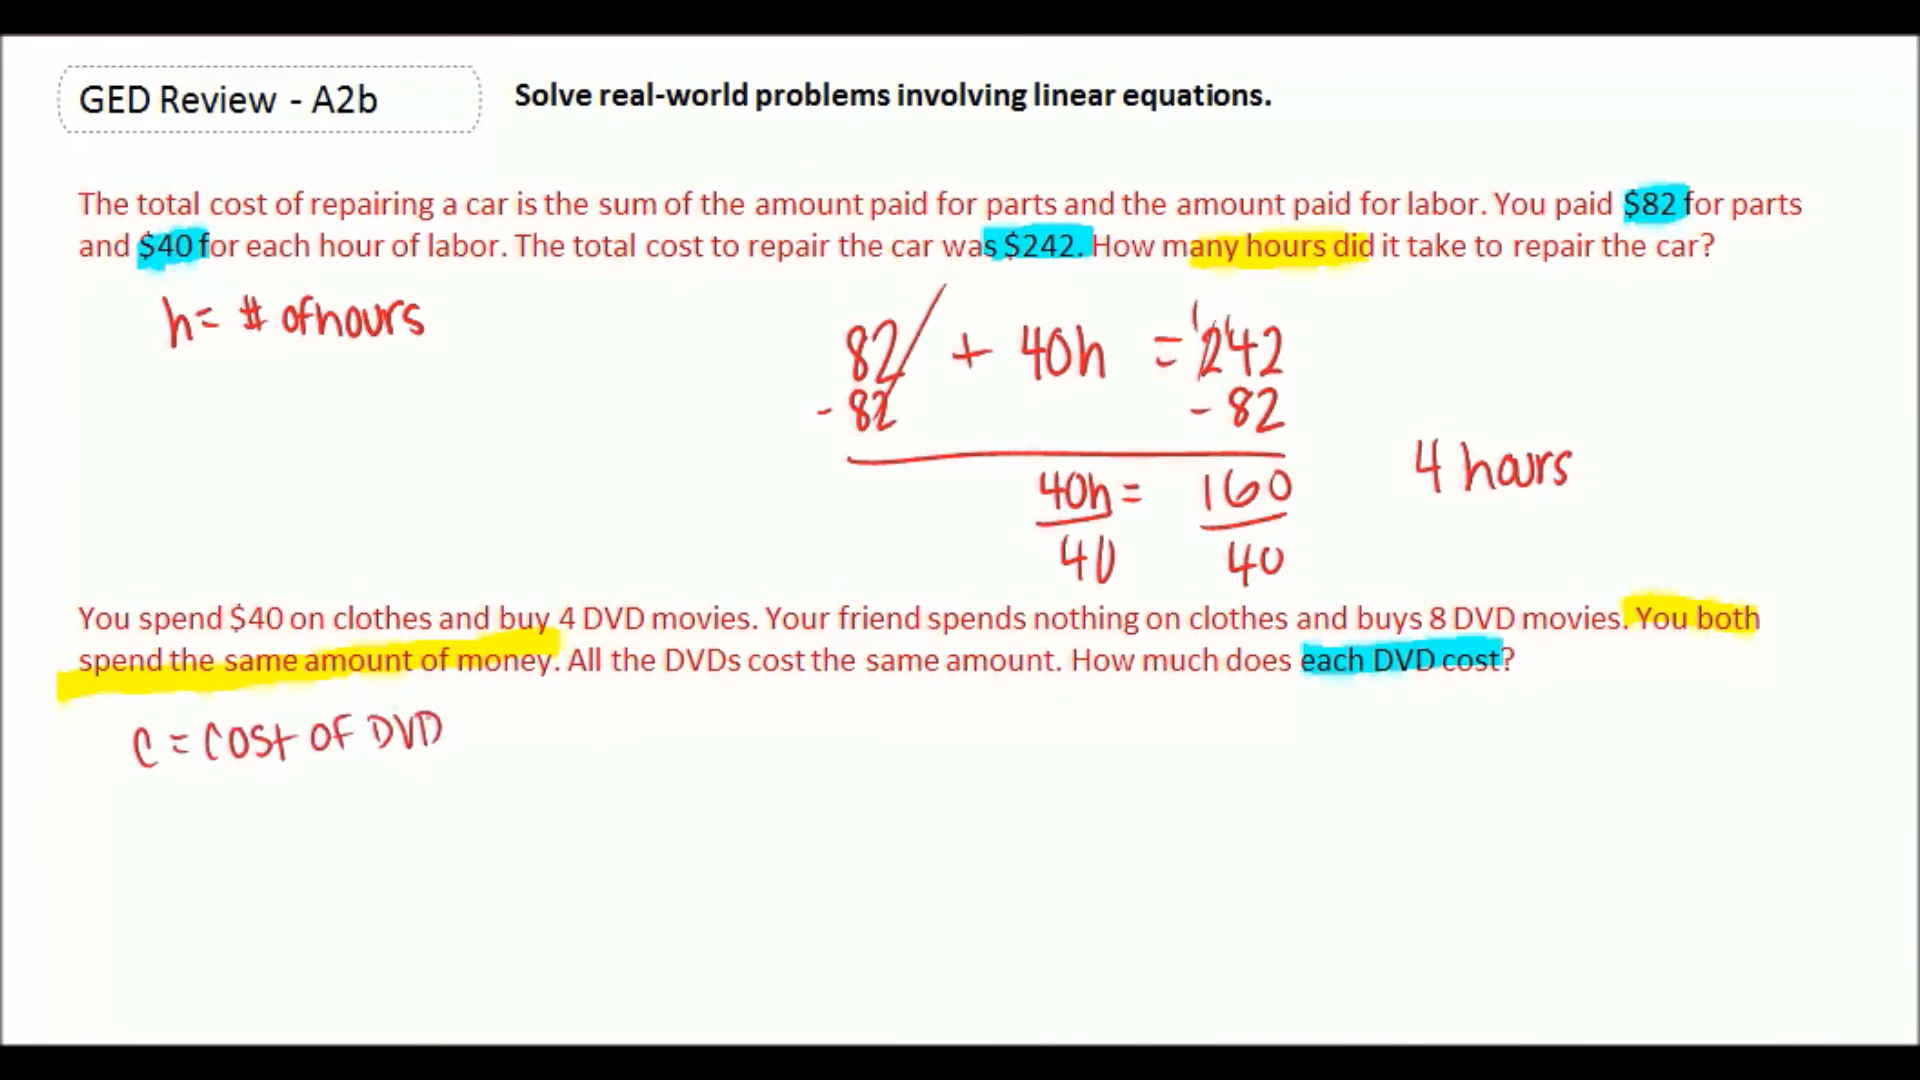 GED Review - A2b
Solve real-world problems involving linear equations.
The total cost of repairing a car is the sum of the amount paid for parts and the amount paid for labor. You paid $82 for parts
and $40 for each hour of labor. The total cost to repair the car was $242. How many hours did it take to repair the car?
h = # of hours
82 + 40h = 242
- 82 - 82
40h = 160
40 40
4 hours
You spend $40 on clothes and buy 4 DVD movies. Your friend spends nothing on clothes and buys 8 DVD movies. You both
spend the same amount of money. All the DVDs cost the same amount. How much does each DVD cost?
C = COST OF DVD